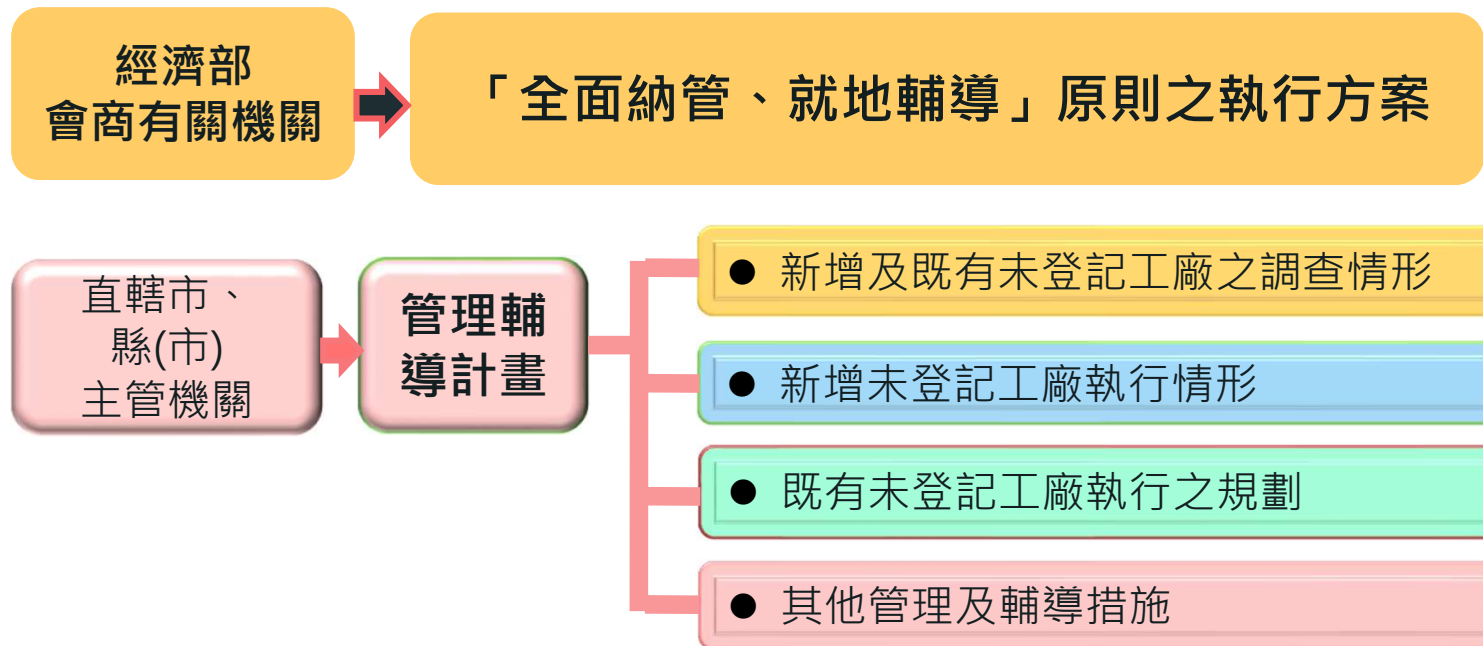 經濟部
會商有關機關
「全面納管、就地輔導」原則之執行方案
直轄市、
縣(市)
主管機關
管理輔
導計畫
● 新增及既有未登記工廠之調查情形
● 新增未登記工廠執行情形
● 既有未登記工廠執行之規劃
● 其他管理及輔導措施